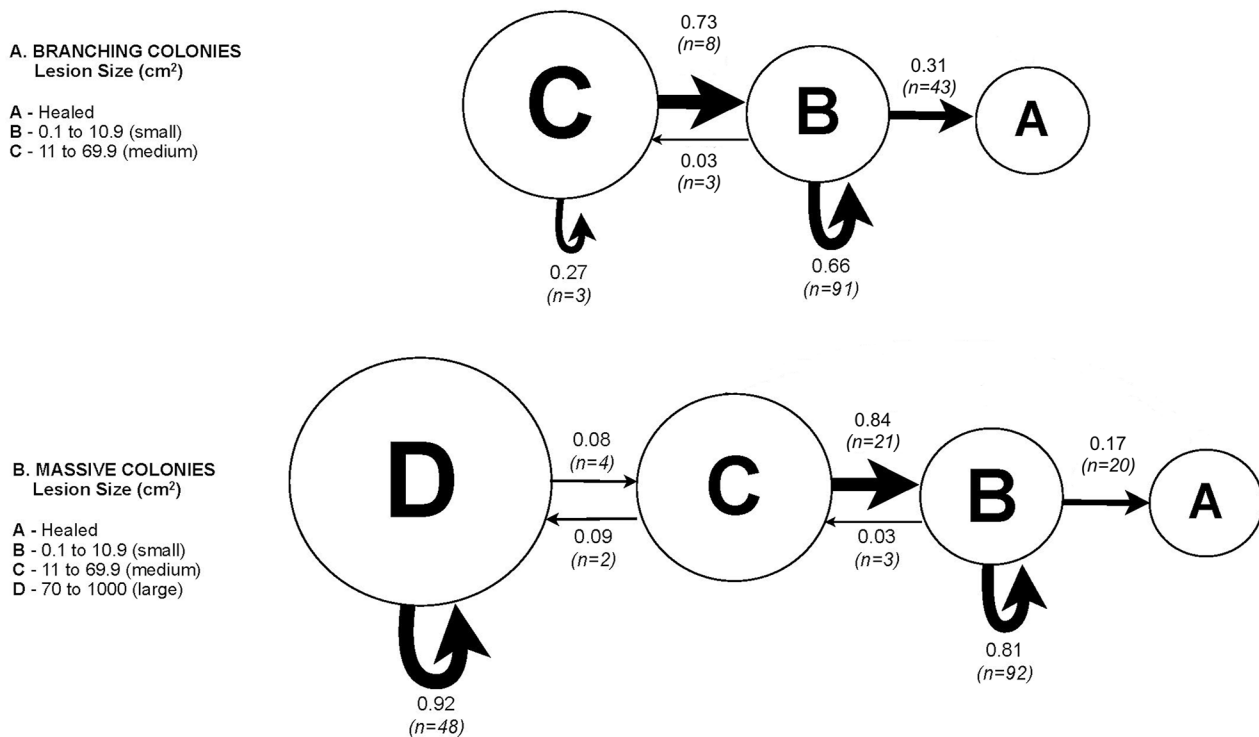 A. BRANCHING COLONIES
Lesion Size (cm²)
A - Healed
B - 0.1 to 10.9 (small)
C - 11 to 69.9 (medium)
C
0.73
(n=8)
B
0.31
(n=43)
A
0.03
(n=3)
0.27
(n=3)
0.66
(n=91)
B. MASSIVE COLONIES
Lesion Size (cm²)
A - Healed
B - 0.1 to 10.9 (small)
C - 11 to 69.9 (medium)
D - 70 to 1000 (large)
D
0.08
(n=4)
C
0.84
(n=21)
B
0.17
(n=20)
A
0.09
(n=2)
0.03
(n=3)
0.92
(n=48)
0.81
(n=92)